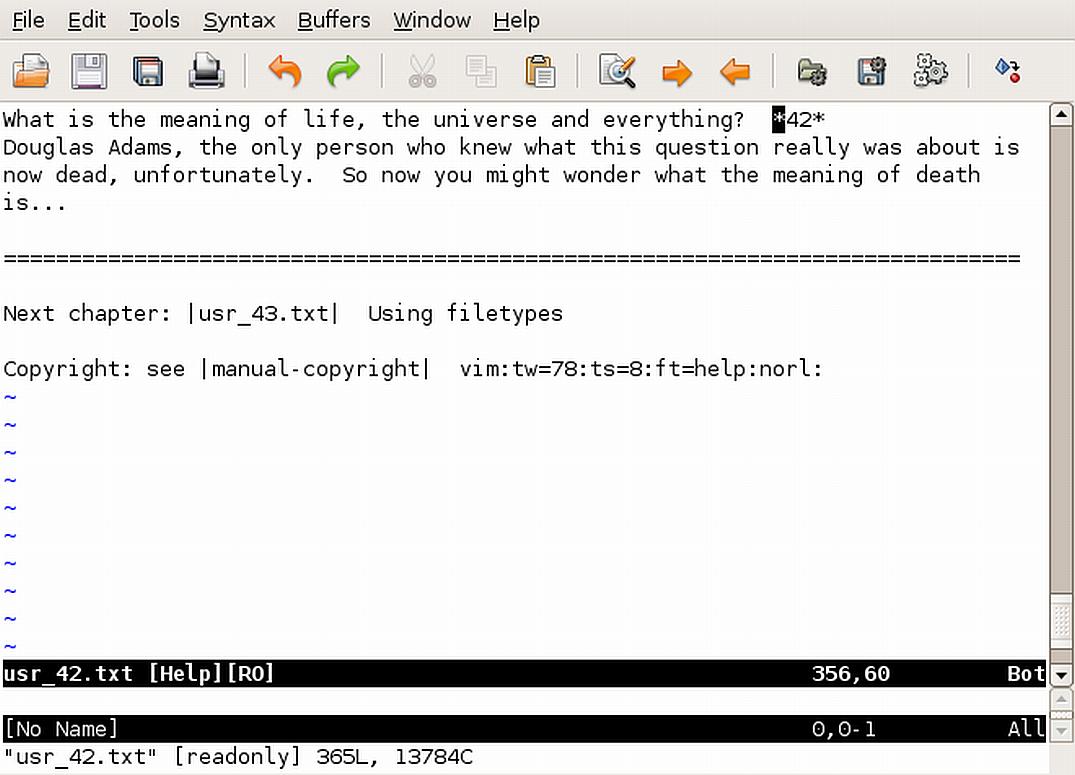 File Edit Tools Syntax Buffers Window Help
What is the meaning of life, the universe and everything?  *42*
Douglas Adams, the only person who knew what this question really was about is
now dead, unfortunately.  So now you might wonder what the meaning of death
is...
==============================================================================
Next chapter: |usr_43.txt|  Using filetypes
Copyright: see |manual-copyright|  vim:tw=78:ts=8:ft=help:norl:
~
~
~
~
~
~
~
~
~
~
usr_42.txt [Help][RO] 356,60 Bot
[No Name] 0,0-1 All
"usr_42.txt" [readonly] 365L, 13784C